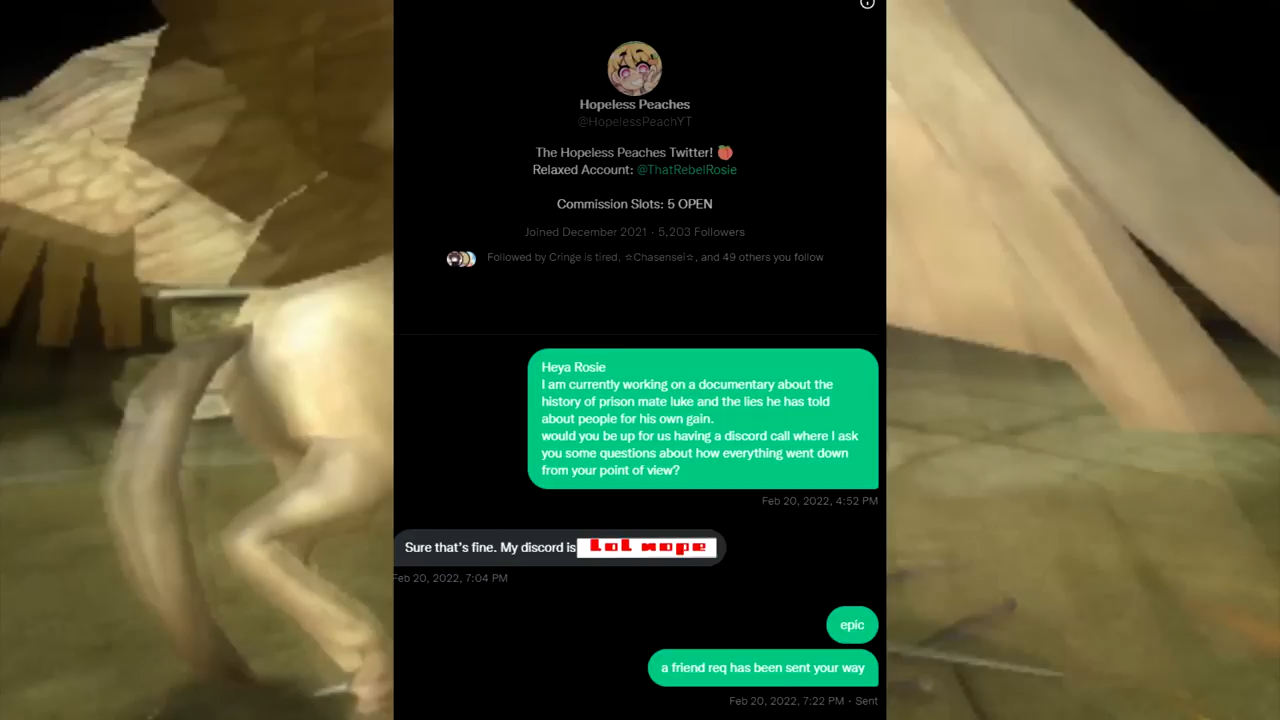 Hopeless Peaches
@HopelessPeachYT
The Hopeless Peaches Twitter! 🍑
Relaxed Account: @ThatRebelRosie
Commission Slots: 5 OPEN
Joined December 2021 · 5,203 Followers
Followed by Cringe is tired, ☆Chasensei☆, and 49 others you follow
Heya Rosie
I am currently working on a documentary about the
history of prison mate luke and the lies he has told
about people for his own gain.
would you be up for us having a discord call where I ask
you some questions about how everything went down
from your point of view?
Feb 20, 2022, 4:52 PM
Sure that's fine. My discord is lol nope
Feb 20, 2022, 7:04 PM
epic
a friend req has been sent your way
Feb 20, 2022, 7:22 PM · Sent